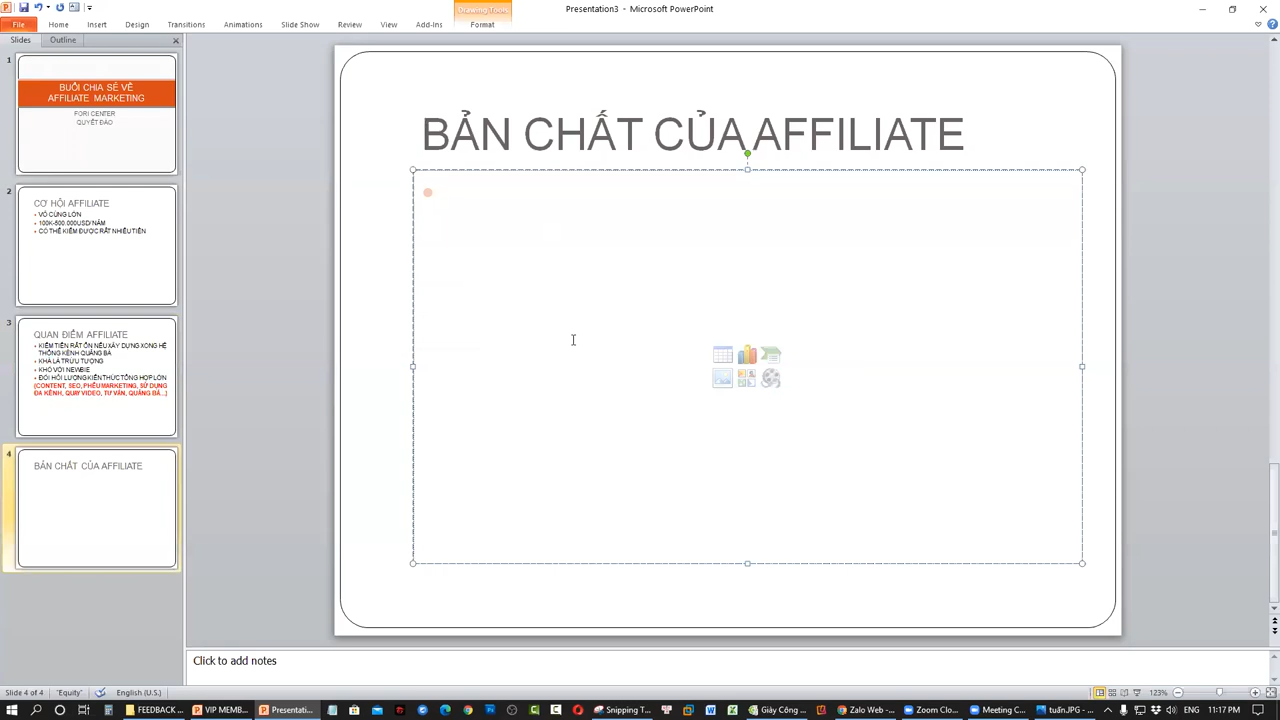 Presentation3 - Microsoft PowerPoint
Drawing Tools
File
Home
Insert
Design
Transitions
Animations
Slide Show
Review
View
Add-Ins
Format
Slides
Outline
1
BUỔI CHIA SẺ VỀ
AFFILIATE MARKETING
FORI CENTER
QUYẾT ĐÀO
2
CƠ HỘI AFFILIATE
VÔ CÙNG LỚN
100K-500.000USD/NĂM
CÓ THỂ KIẾM ĐƯỢC RẤT NHIỀU TIỀN
3
QUAN ĐIỂM AFFILIATE
KIẾM TIỀN RẤT ỔN NẾU XÂY DỰNG XONG HỆ
THỐNG KÊNH QUẢNG BÁ
KHÁ LÀ TRỪU TƯỢNG
KHÓ VỚI NEWBIE
ĐÒI HỎI LƯỢNG KIẾN THỨC TỔNG HỢP LỚN
(CONTENT, SEO, PHỄU MARKETING, SỬ DỤNG
ĐA KÊNH, QUAY VIDEO, TƯ VẤN, QUẢNG BÁ...)
4
BẢN CHẤT CỦA AFFILIATE
BẢN CHẤT CỦA AFFILIATE
Click to add notes
Slide 4 of 4
"Equity"
English (U.S.)
123%
FEEDBACK ...
VIP MEMB...
Presentati...
Snipping T...
Giây Công ...
Zalo Web - ...
Zoom Clo...
Meeting C...
tuấn.JPG - ...
ENG
11:17 PM